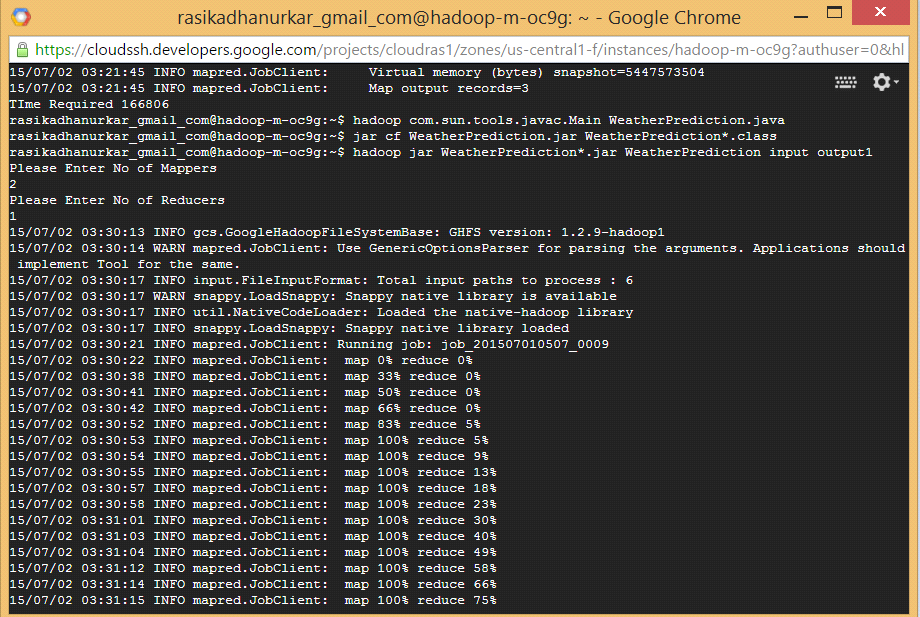 rasikadhanurkar_gmail_com@hadoop-m-oc9g: ~ - Google Chrome
https://cloudssh.developers.google.com/projects/cloudras1/zones/us-central1-f/instances/hadoop-m-oc9g?authuser=0&hl
15/07/02 03:21:45 INFO mapred.JobClient:     Virtual memory (bytes) snapshot=5447573504
15/07/02 03:21:45 INFO mapred.JobClient:     Map output records=3
TIme Required 166806
rasikadhanurkar_gmail_com@hadoop-m-oc9g:~$ hadoop com.sun.tools.javac.Main WeatherPrediction.java
rasikadhanurkar_gmail_com@hadoop-m-oc9g:~$ jar cf WeatherPrediction.jar WeatherPrediction*.class
rasikadhanurkar_gmail_com@hadoop-m-oc9g:~$ hadoop jar WeatherPrediction*.jar WeatherPrediction input output1
Please Enter No of Mappers
2
Please Enter No of Reducers
1
15/07/02 03:30:13 INFO gcs.GoogleHadoopFileSystemBase: GHFS version: 1.2.9-hadoop1
15/07/02 03:30:14 WARN mapred.JobClient: Use GenericOptionsParser for parsing the arguments. Applications should
 implement Tool for the same.
15/07/02 03:30:17 INFO input.FileInputFormat: Total input paths to process : 6
15/07/02 03:30:17 WARN snappy.LoadSnappy: Snappy native library is available
15/07/02 03:30:17 INFO util.NativeCodeLoader: Loaded the native-hadoop library
15/07/02 03:30:17 INFO snappy.LoadSnappy: Snappy native library loaded
15/07/02 03:30:21 INFO mapred.JobClient: Running job: job_201507010507_0009
15/07/02 03:30:22 INFO mapred.JobClient:  map 0% reduce 0%
15/07/02 03:30:38 INFO mapred.JobClient:  map 33% reduce 0%
15/07/02 03:30:41 INFO mapred.JobClient:  map 50% reduce 0%
15/07/02 03:30:42 INFO mapred.JobClient:  map 66% reduce 0%
15/07/02 03:30:52 INFO mapred.JobClient:  map 83% reduce 5%
15/07/02 03:30:53 INFO mapred.JobClient:  map 100% reduce 5%
15/07/02 03:30:54 INFO mapred.JobClient:  map 100% reduce 9%
15/07/02 03:30:55 INFO mapred.JobClient:  map 100% reduce 13%
15/07/02 03:30:57 INFO mapred.JobClient:  map 100% reduce 18%
15/07/02 03:30:58 INFO mapred.JobClient:  map 100% reduce 23%
15/07/02 03:31:01 INFO mapred.JobClient:  map 100% reduce 30%
15/07/02 03:31:03 INFO mapred.JobClient:  map 100% reduce 40%
15/07/02 03:31:04 INFO mapred.JobClient:  map 100% reduce 49%
15/07/02 03:31:12 INFO mapred.JobClient:  map 100% reduce 58%
15/07/02 03:31:14 INFO mapred.JobClient:  map 100% reduce 66%
15/07/02 03:31:15 INFO mapred.JobClient:  map 100% reduce 75%